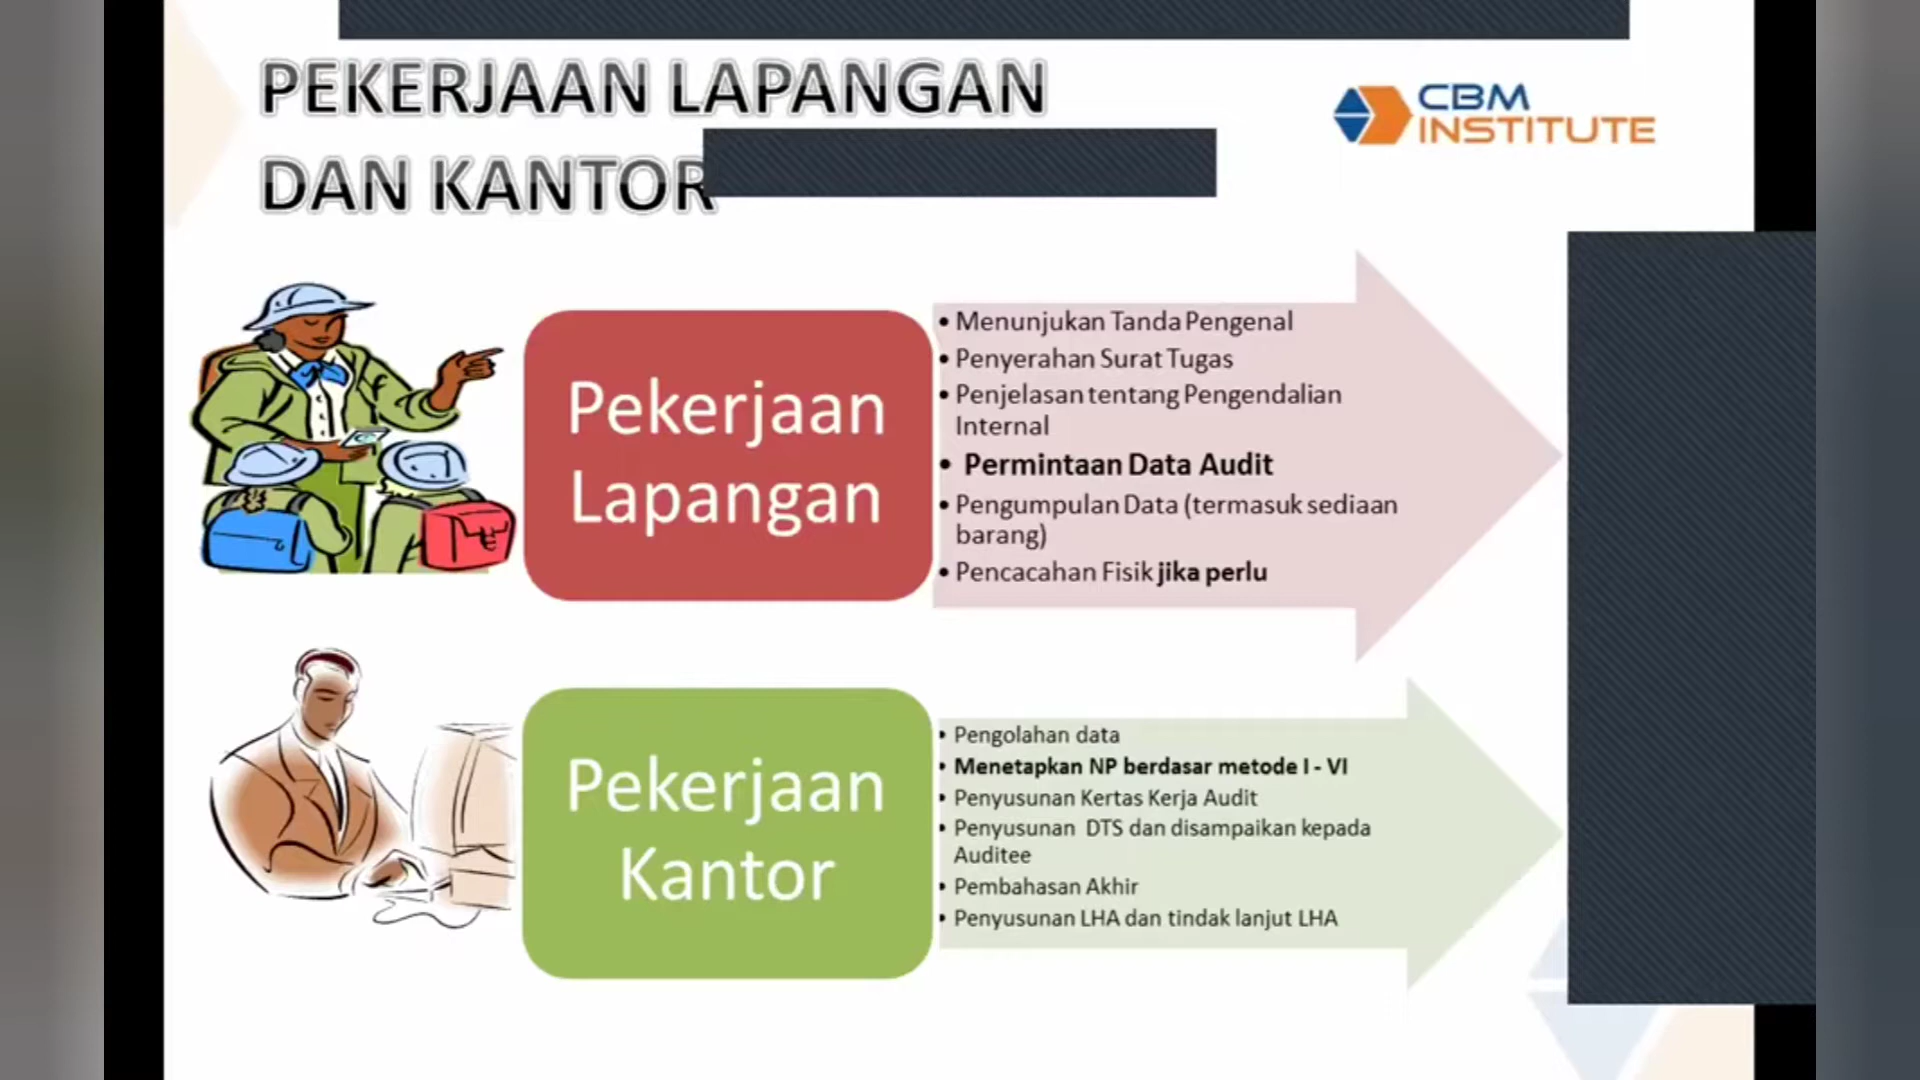 PEKERJAAN LAPANGAN
DAN KANTOR
CBM
INSTITUTE
Pekerjaan
Lapangan
• Menunjukan Tanda Pengenal
• Penyerahan Surat Tugas
• Penjelasan tentang Pengendalian
Internal
• Permintaan Data Audit
• Pengumpulan Data (termasuk sediaan
barang)
• Pencacahan Fisik jika perlu
Pekerjaan
Kantor
• Pengolahan data
• Menetapkan NP berdasar metode I - VI
• Penyusunan Kertas Kerja Audit
• Penyusunan DTS dan disampaikan kepada
Auditee
• Pembahasan Akhir
• Penyusunan LHA dan tindak lanjut LHA